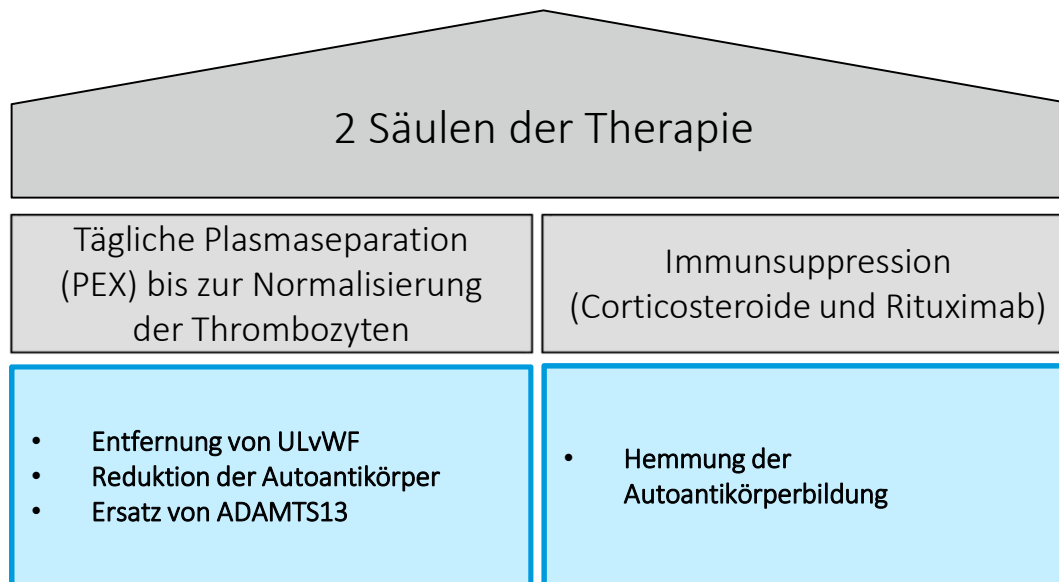 2 Säulen der Therapie
Tägliche Plasmaseparation
(PEX) bis zur Normalisierung
der Thrombozyten
Immunsuppression
(Corticosteroide und Rituximab)
• Entfernung von ULvWF
• Reduktion der Autoantikörper
• Ersatz von ADAMTS13
• Hemmung der
Autoantikörperbildung